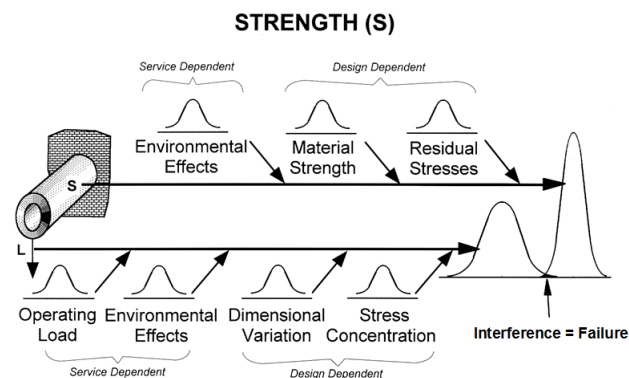 STRENGTH (S)
Service Dependent
Design Dependent
Environmental
Effects
Material
Strength
Residual
Stresses
S
L
Operating
Load
Environmental
Effects
Dimensional
Variation
Stress
Concentration
Interference = Failure
Service Dependent
Design Dependent